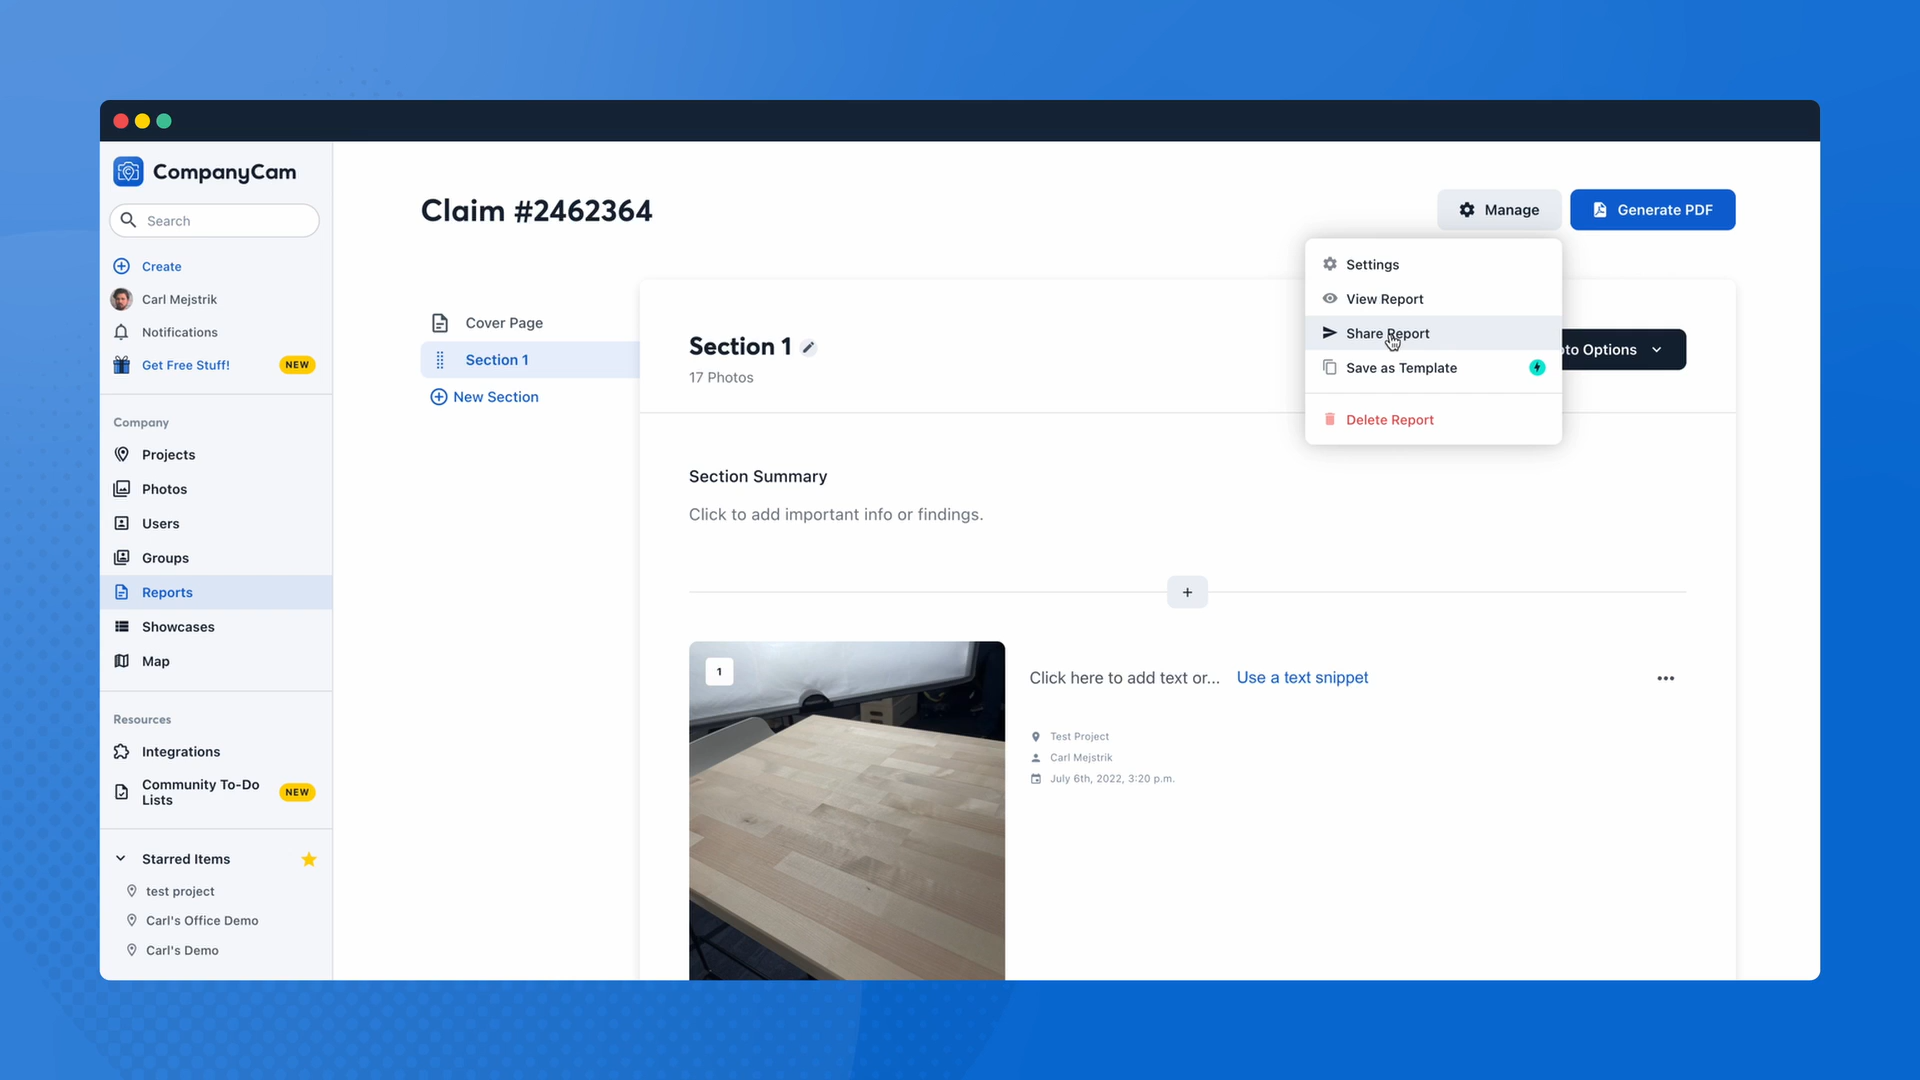 CompanyCam
Search
Create
Carl Mejstrik
Notifications
Get Free Stuff! NEW
Company
Projects
Photos
Users
Groups
Reports
Showcases
Map
Resources
Integrations
Community To-Do
Lists
NEW
Starred Items
test project
Carl's Office Demo
Carl's Demo
Claim #2462364
Manage
Generate PDF
Settings
View Report
Share Report
Save as Template
Delete Report
Cover Page
Section 1
New Section
Section 1
17 Photos
Options
Section Summary
Click to add important info or findings.
+
1
Click here to add text or... Use a text snippet
Test Project
Carl Mejstrik
July 6th, 2022, 3:20 p.m.